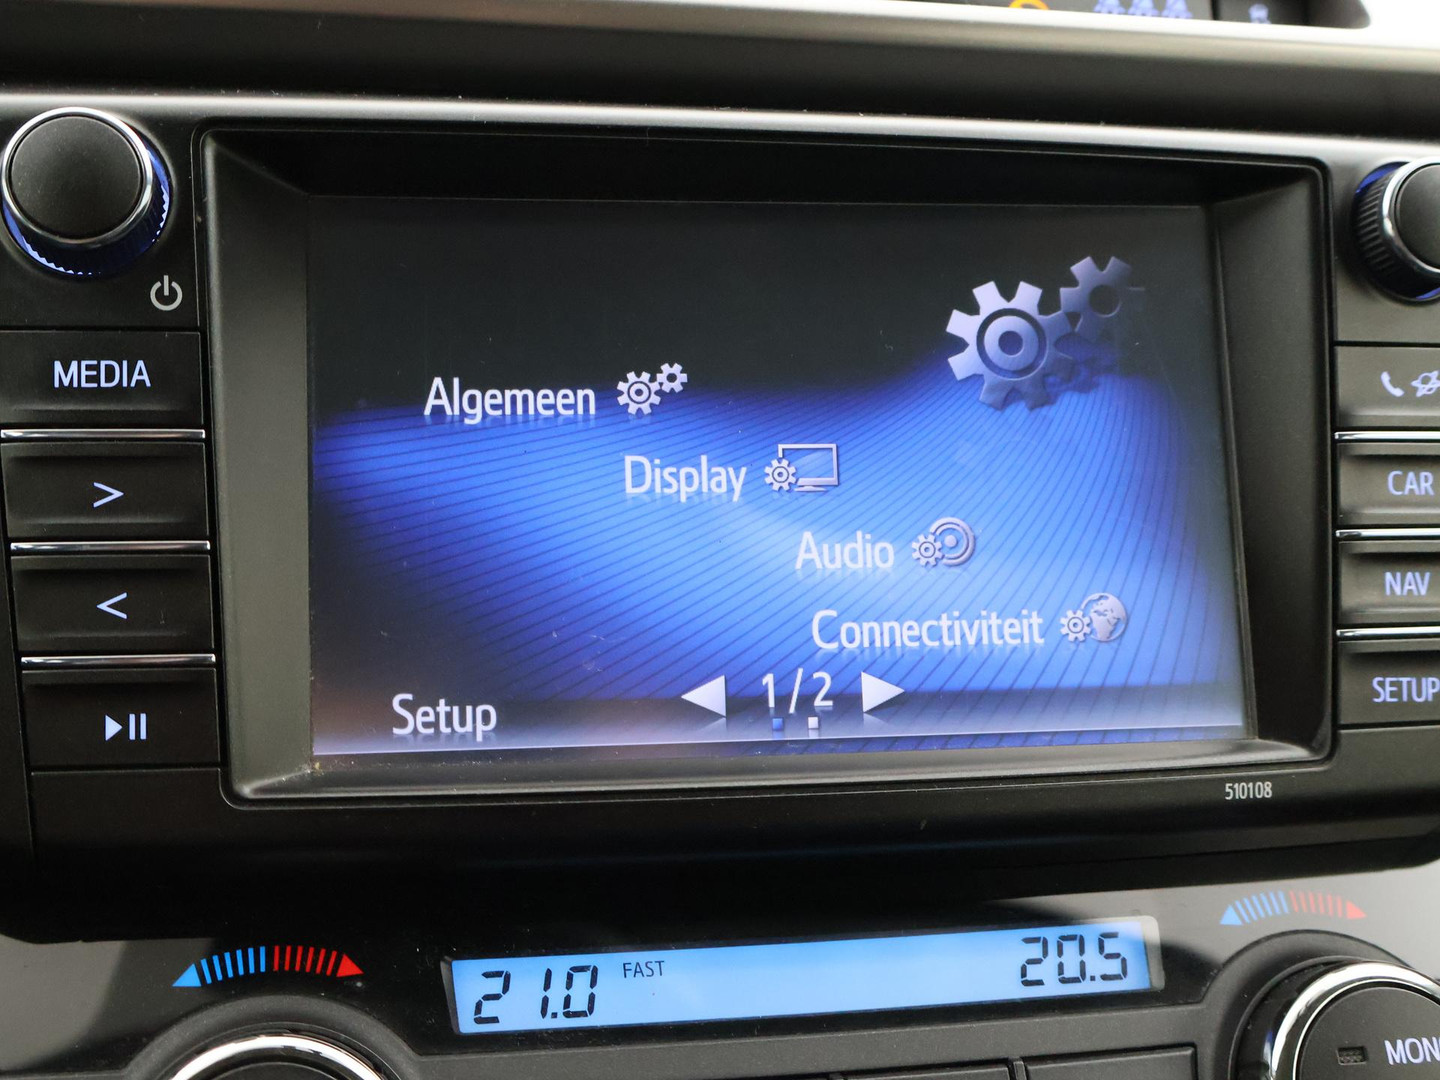 MEDIA
>
<
Algemeen
Display
Audio
Connectiviteit
Setup
1/2
CAR
NAV
SETUP
510108
21.0 FAST 20.5